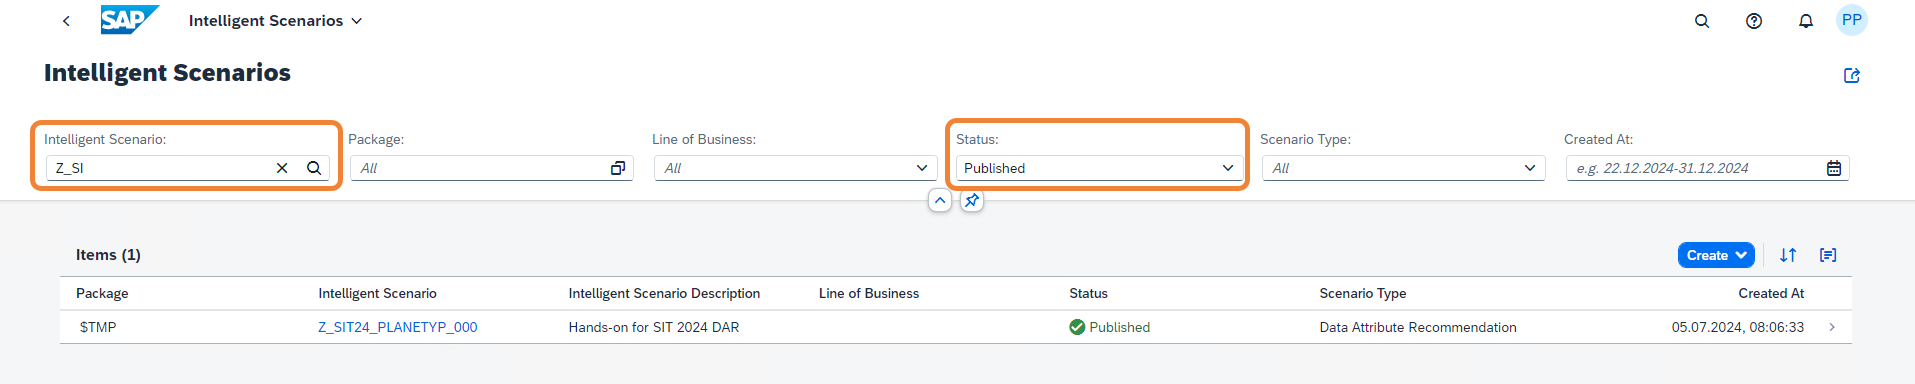 SAP Intelligent Scenarios PP
Intelligent Scenarios
Intelligent Scenario: Package: Line of Business: Status: Scenario Type: Created At:
Z_SI All All Published All e.g. 22.12.2024-31.12.2024
Items (1) Create
Package Intelligent Scenario Intelligent Scenario Description Line of Business Status Scenario Type Created At
$TMP Z_SIT24_PLANETYP_000 Hands-on for SIT 2024 DAR Published Data Attribute Recommendation 05.07.2024, 08:06:33